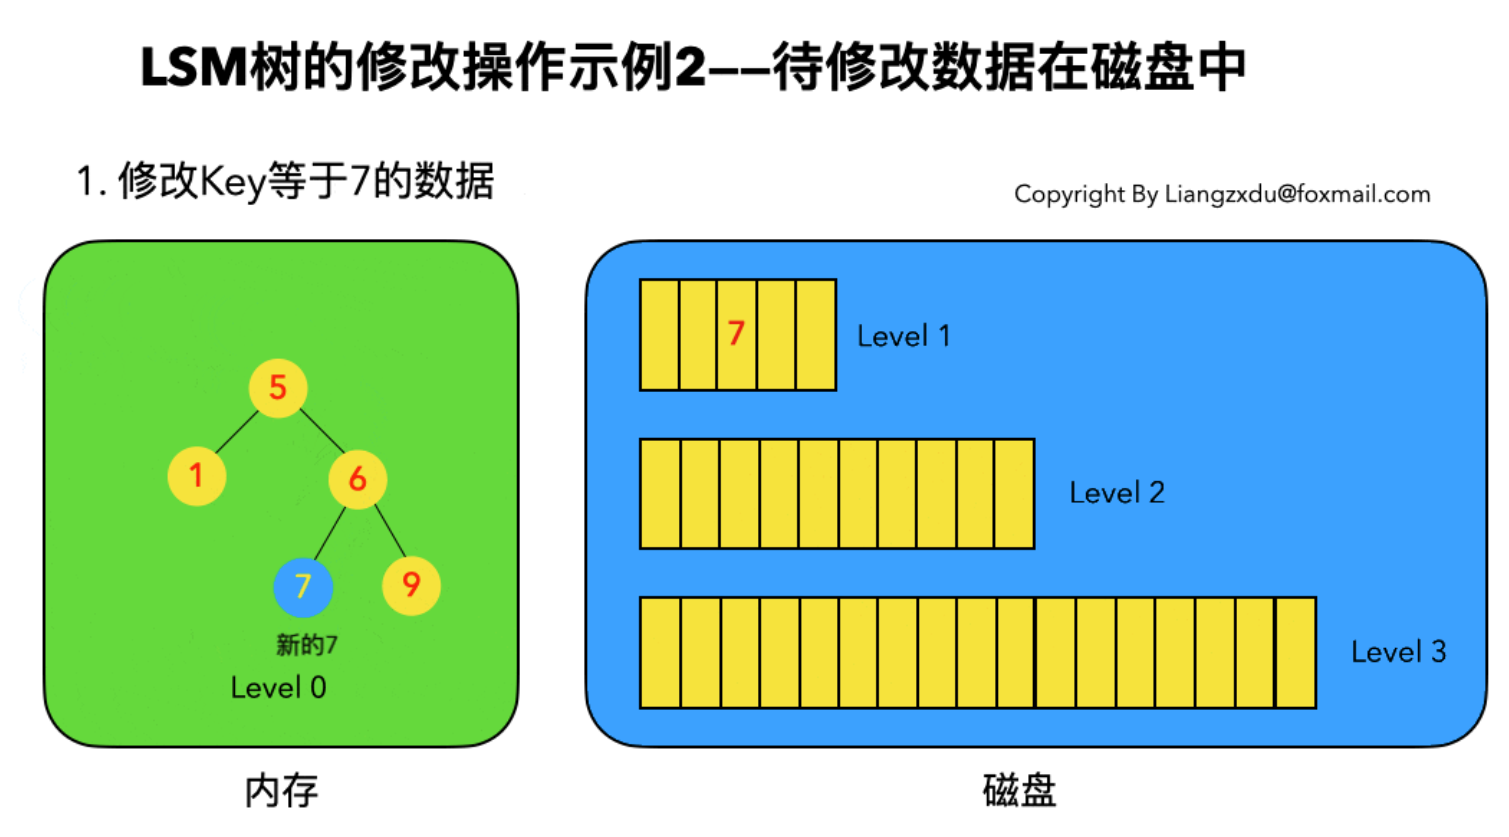 LSM树的修改操作示例2——待修改数据在磁盘中
1. 修改Key等于7的数据
Copyright By Liangzxdu@foxmail.com
5
1
6
7
9
新的7
Level 0
内存
7
Level 1
Level 2
Level 3
磁盘